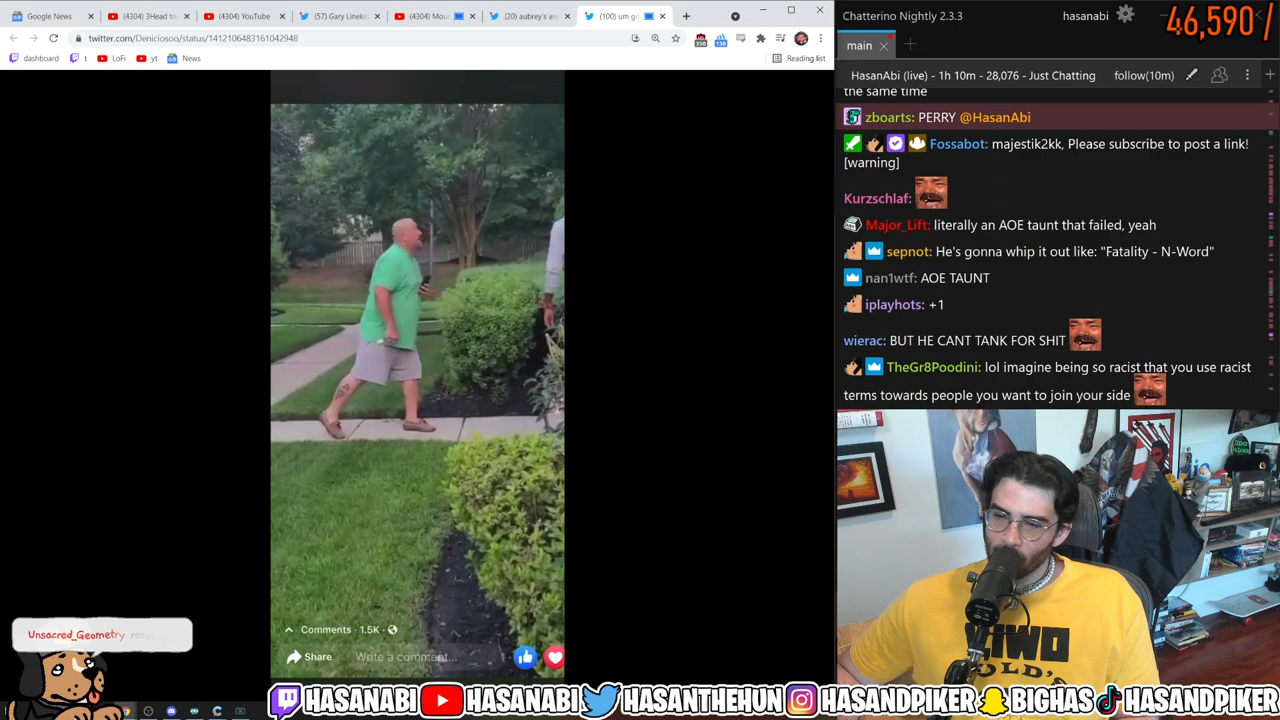 Google News
(4304) 3Head tru
(4304) YouTube
(57) Gary Lineke
(4304) Mou
(20) aubrey's an
(100) um go
twitter.com/Deniciosoo/status/1412106483161042948
dashboard
t
LoFi
yt
News
Reading list
Chatterino Nightly 2.3.3
hasanabi
46,590 /
main
HasanAbi (live) - 1h 10m - 28,076 - Just Chatting
follow(10m)
the same time
zboarts: PERRY @HasanAbi
Fossabot: majestik2kk, Please subscribe to post a link!
[warning]
Kurzschlaf:
Major_Lift: literally an AOE taunt that failed, yeah
sepnot: He's gonna whip it out like: "Fatality - N-Word"
nan1wtf: AOE TAUNT
iplayhots: +1
wierac: BUT HE CANT TANK FOR SHIT
TheGr8Poodini: lol imagine being so racist that you use racist
terms towards people you want to join your side
Comments · 1.5K ·
Share
Write a comment...
Unsacred_Geometry res
HASANABI
HASANABI
HASANTHEHUN
HASANDPIKER
BIGHAS
HASANDPIKER